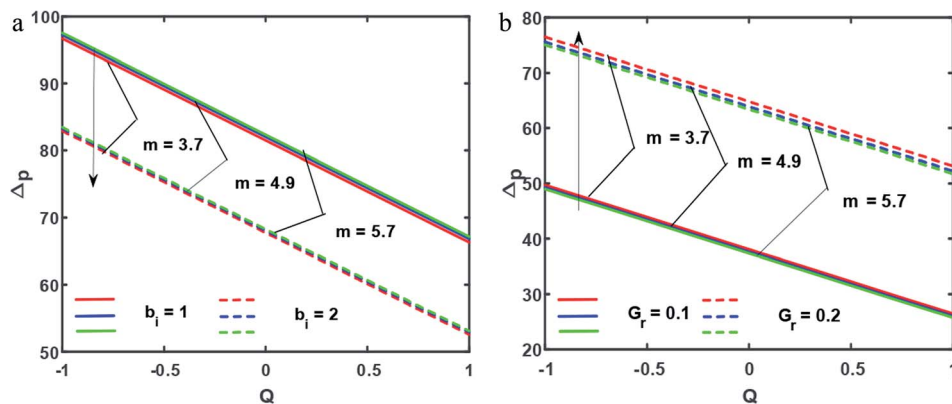 a
100
90
80
70
60
50
Δp
m = 3.7
m = 4.9
m = 5.7
b_i = 1
b_i = 2
-1 -0.5 0 0.5 1
Q
b
80
70
60
50
40
30
20
Δp
m = 3.7
m = 4.9
m = 5.7
G_r = 0.1
G_r = 0.2
-1 -0.5 0 0.5 1
Q